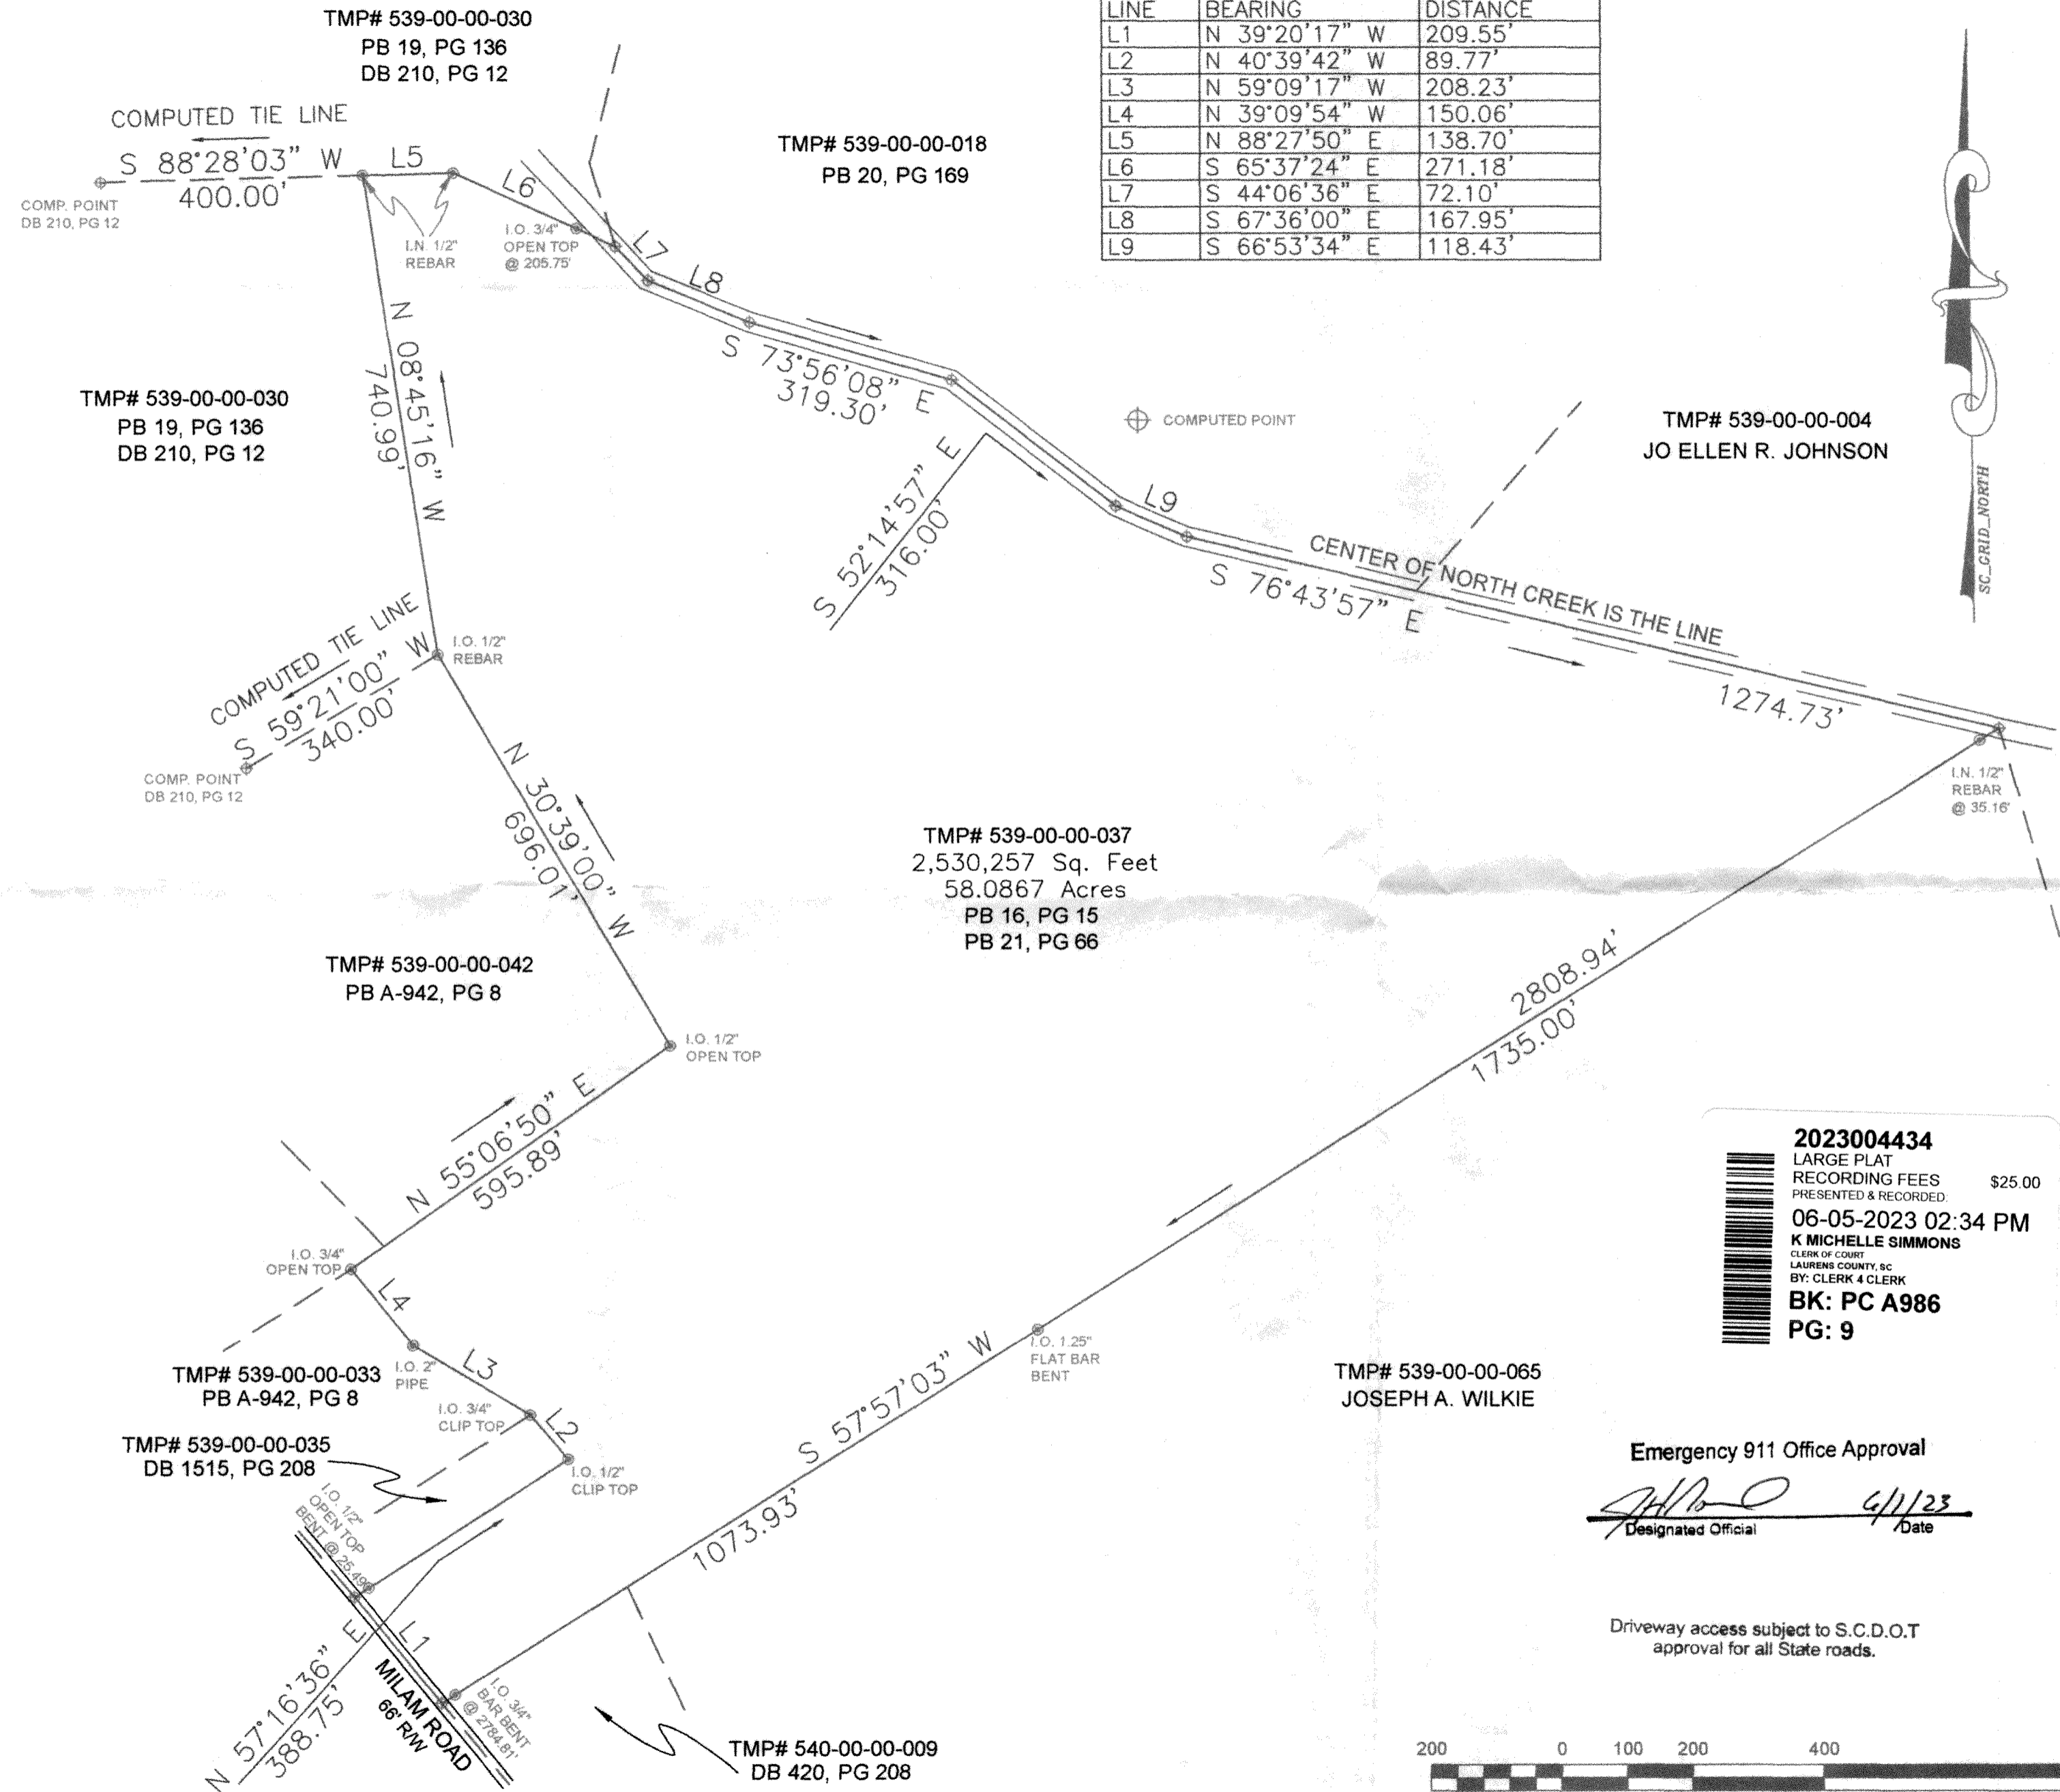 TMP# 539-00-00-030
PB 19, PG 136
DB 210, PG 12
COMPUTED TIE LINE
S 88°28'03" W
400.00'
L5
COMP. POINT
DB 210, PG 12
I.N. 1/2"
REBAR
L6
I.O. 3/4"
OPEN TOP
@ 205.75'
L7
L8
TMP# 539-00-00-018
PB 20, PG 169
LINE BEARING DISTANCE
L1 N 39°20'17" W 209.55'
L2 N 40°39'42" W 89.77'
L3 N 59°09'17" W 208.23'
L4 N 39°09'54" W 150.06'
L5 N 88°27'50" E 138.70'
L6 S 65°37'24" E 271.18'
L7 S 44°06'36" E 72.10'
L8 S 67°36'00" E 167.95'
L9 S 66°53'34" E 118.43'
SC_GRID_NORTH
N 08°45'16" W
740.99'
TMP# 539-00-00-030
PB 19, PG 136
DB 210, PG 12
S 73°56'08" E
319.30'
COMPUTED POINT
TMP# 539-00-00-004
JO ELLEN R. JOHNSON
S 52°14'57" E
316.00'
L9
CENTER OF NORTH CREEK IS THE LINE
S 76°43'57" E
1274.73'
COMPUTED TIE LINE
S 59°21'00" W
340.00'
I.O. 1/2"
REBAR
COMP. POINT
DB 210, PG 12
I.N. 1/2"
REBAR
@ 35.16'
N 30°39'00" W
696.01'
TMP# 539-00-00-037
2,530,257 Sq. Feet
58.0867 Acres
PB 16, PG 15
PB 21, PG 66
TMP# 539-00-00-042
PB A-942, PG 8
2808.94'
1735.00'
I.O. 1/2"
OPEN TOP
N 55°06'50" E
595.89'
2023004434
LARGE PLAT
RECORDING FEES $25.00
PRESENTED & RECORDED:
06-05-2023 02:34 PM
K MICHELLE SIMMONS
CLERK OF COURT
LAURENS COUNTY, SC
BY: CLERK 4 CLERK
BK: PC A986
PG: 9
I.O. 3/4"
OPEN TOP
L4
I.O. 2"
PIPE
L3
TMP# 539-00-00-033
PB A-942, PG 8
I.O. 3/4"
CLIP TOP
L2
I.O. 1/2"
CLIP TOP
TMP# 539-00-00-035
DB 1515, PG 208
I.O. 1.25"
FLAT BAR
BENT
S 57°57'03" W
1073.93'
TMP# 539-00-00-065
JOSEPH A. WILKIE
Emergency 911 Office Approval
6/1/23
Designated Official Date
I.O. 1/2"
OPEN TOP
BENT @ 25.49'
L1
N 57°16'36" E
388.75'
MILAM ROAD
66' R/W
I.O. 3/4"
BAR BENT
@ 2784.81'
Driveway access subject to S.C.D.O.T
approval for all State roads.
TMP# 540-00-00-009
DB 420, PG 208
200 0 100 200 400